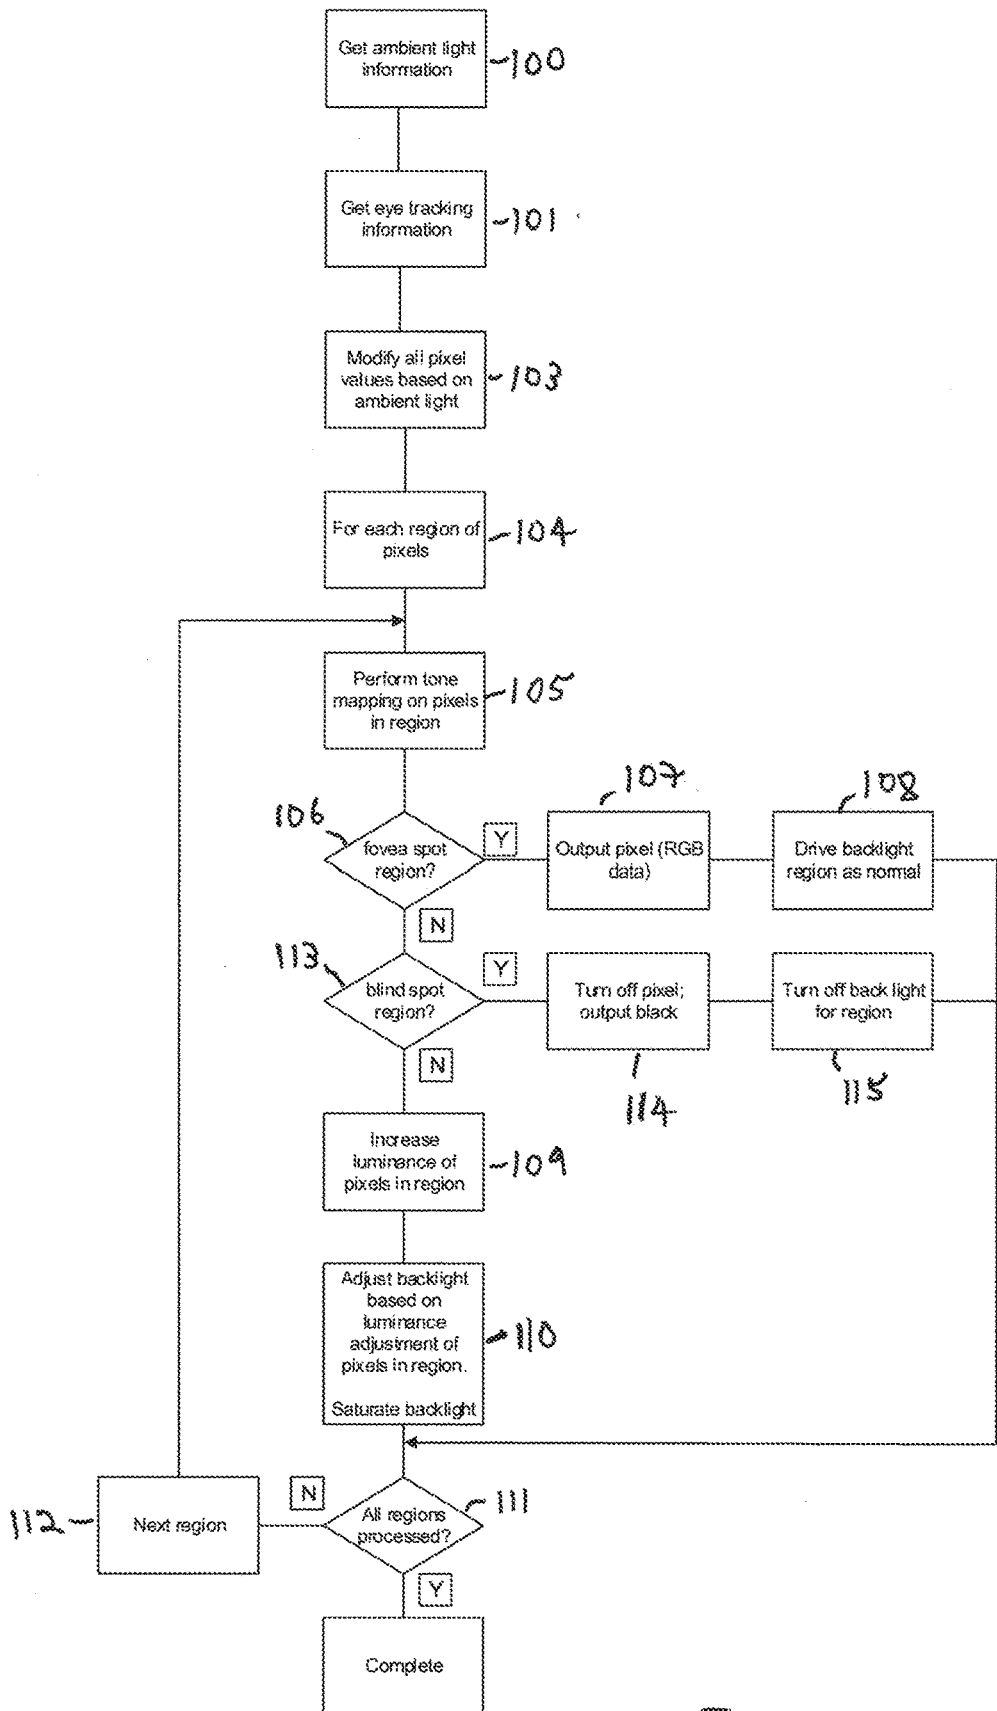 Get ambient light
information
100
Get eye tracking
information
101
Modify all pixel
values based on
ambient light
103
For each region of
pixels
104
Perform tone
mapping on pixels
in region
105
106
fovea spot
region?
Y
N
107
Output pixel (RGB
data)
108
Drive backlight
region as normal
113
blind spot
region?
Y
N
Turn off pixel;
output black
114
Turn off back light
for region
115
Increase
luminance of
pixels in region
109
Adjust backlight
based on
luminance
adjustment of
pixels in region.
Saturate backlight
110
All regions
processed?
111
N
Y
112
Next region
Complete